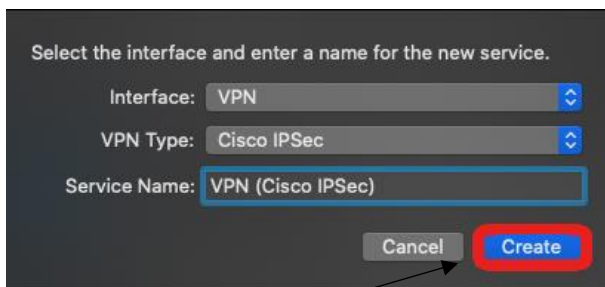 Select the interface and enter a name for the new service.
Interface: VPN
VPN Type: Cisco IPSec
Service Name: VPN (Cisco IPSec)
Cancel Create